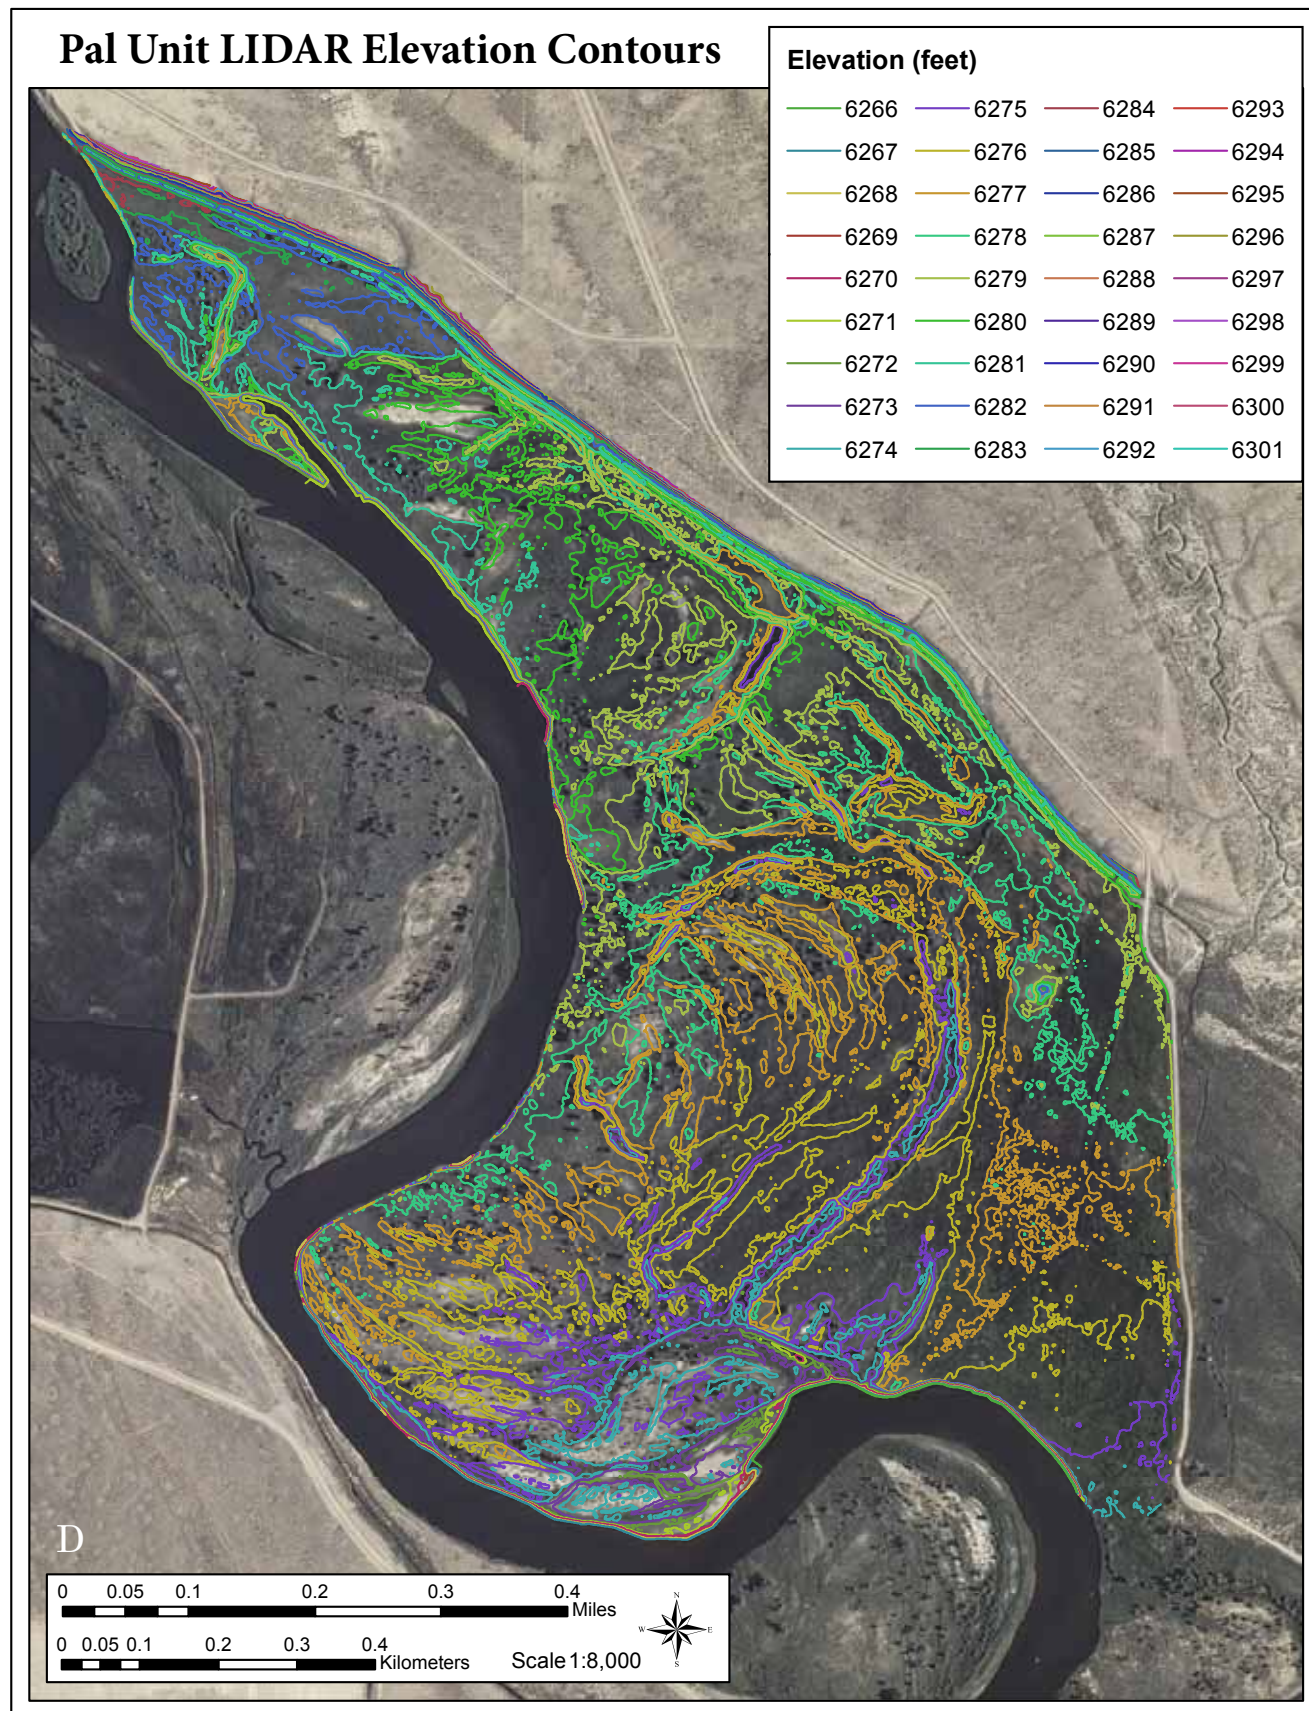 Pal Unit LIDAR Elevation Contours
Elevation (feet)
6266 6275 6284 6293
6267 6276 6285 6294
6268 6277 6286 6295
6269 6278 6287 6296
6270 6279 6288 6297
6271 6280 6289 6298
6272 6281 6290 6299
6273 6282 6291 6300
6274 6283 6292 6301
D
0 0.05 0.1 0.2 0.3 0.4
Miles
0 0.05 0.1 0.2 0.3 0.4
Kilometers
Scale 1:8,000
N
W E
S